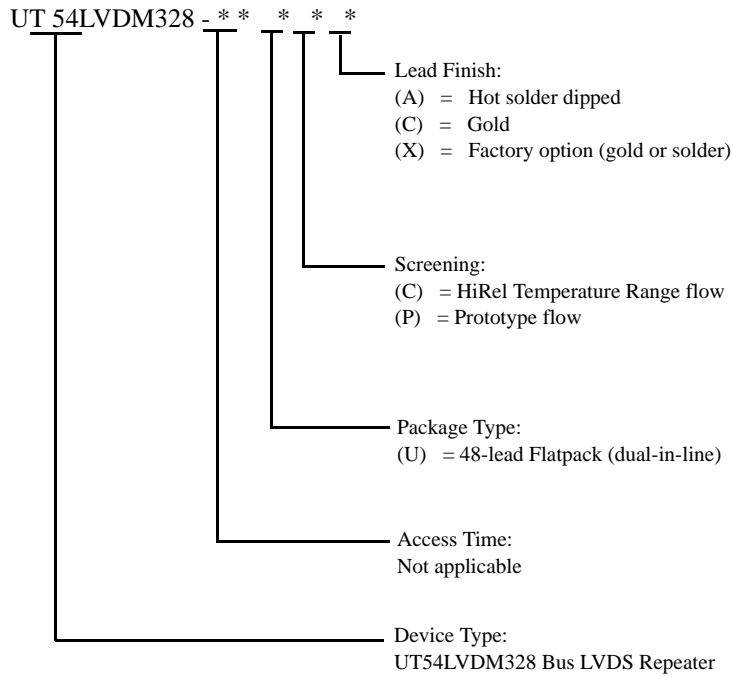 UT 54LVDM328 - * * * * *
Lead Finish:
(A) = Hot solder dipped
(C) = Gold
(X) = Factory option (gold or solder)
Screening:
(C) = HiRel Temperature Range flow
(P) = Prototype flow
Package Type:
(U) = 48-lead Flatpack (dual-in-line)
Access Time:
Not applicable
Device Type:
UT54LVDM328 Bus LVDS Repeater